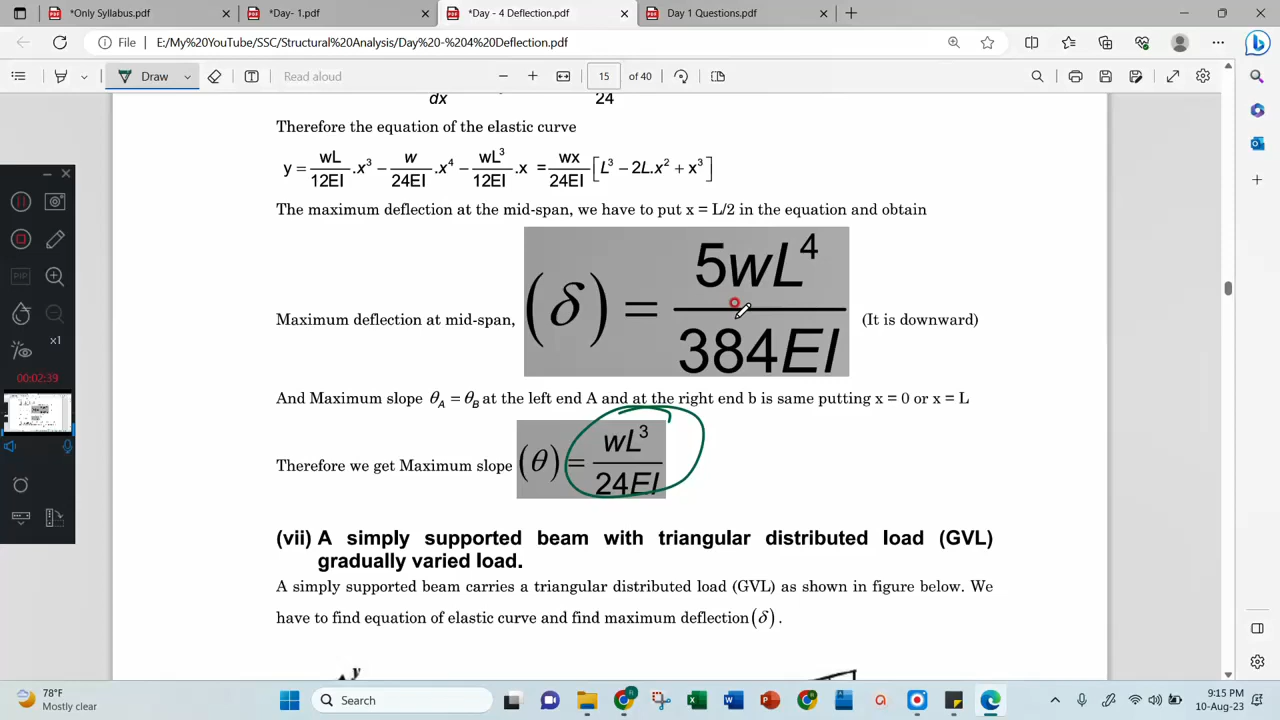 *Only Syllabus.pdf
*Day- 1.pdf
*Day - 4 Deflection.pdf
Day 1 Questions.pdf
File
E:/My%20YouTube/SSC/Structural%20Analysis/Day%20-%204%20Deflection.pdf
Draw
Read aloud
15 of 40
dx 24
Therefore the equation of the elastic curve
y = wL/12EI .x³ − w/24EI .x⁴ − wL³/12EI .x = wx/24EI [L³ − 2L.x² + x³]
The maximum deflection at the mid-span, we have to put x = L/2 in the equation and obtain
Maximum deflection at mid-span, (δ) = 5wL⁴/384EI (It is downward)
And Maximum slope θA = θB at the left end A and at the right end b is same putting x = 0 or x = L
Therefore we get Maximum slope (θ) = wL³/24EI
(vii) A simply supported beam with triangular distributed load (GVL)
gradually varied load.
A simply supported beam carries a triangular distributed load (GVL) as shown in figure below. We
have to find equation of elastic curve and find maximum deflection (δ) .
y
PIP
x1
00:02:39
78°F
Mostly clear
Search
9:15 PM
10-Aug-23